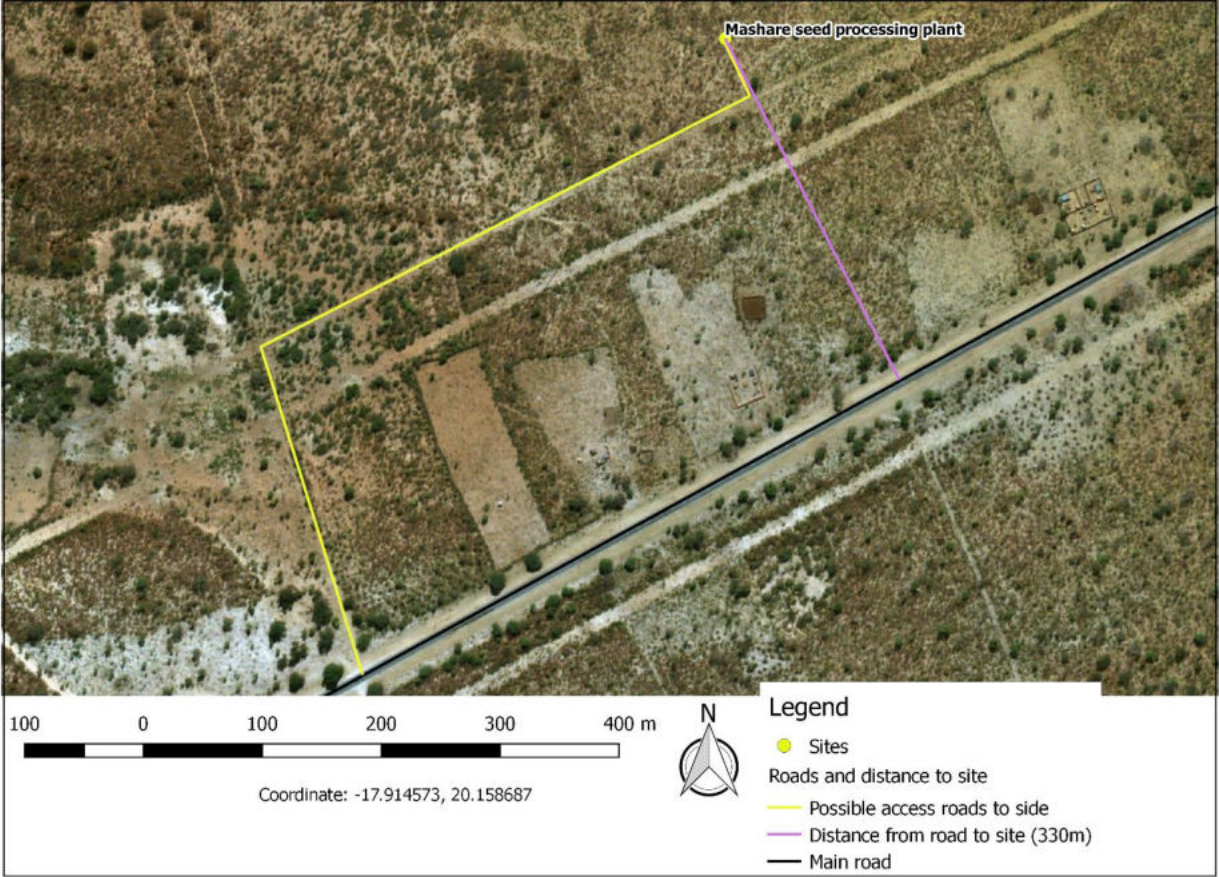 Mashare seed processing plant
100 0 100 200 300 400 m
Coordinate: -17.914573, 20.158687
N
Legend
Sites
Roads and distance to site
Possible access roads to side
Distance from road to site (330m)
Main road